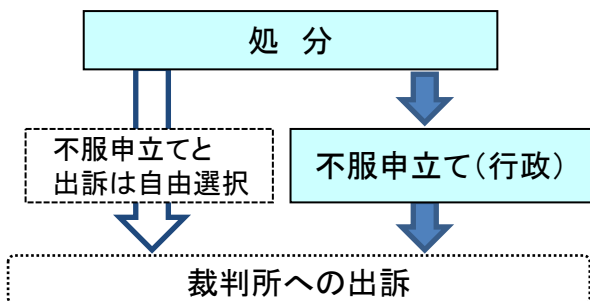 処 分
不服申立てと
出訴は自由選択
不服申立て(行政)
裁判所への出訴